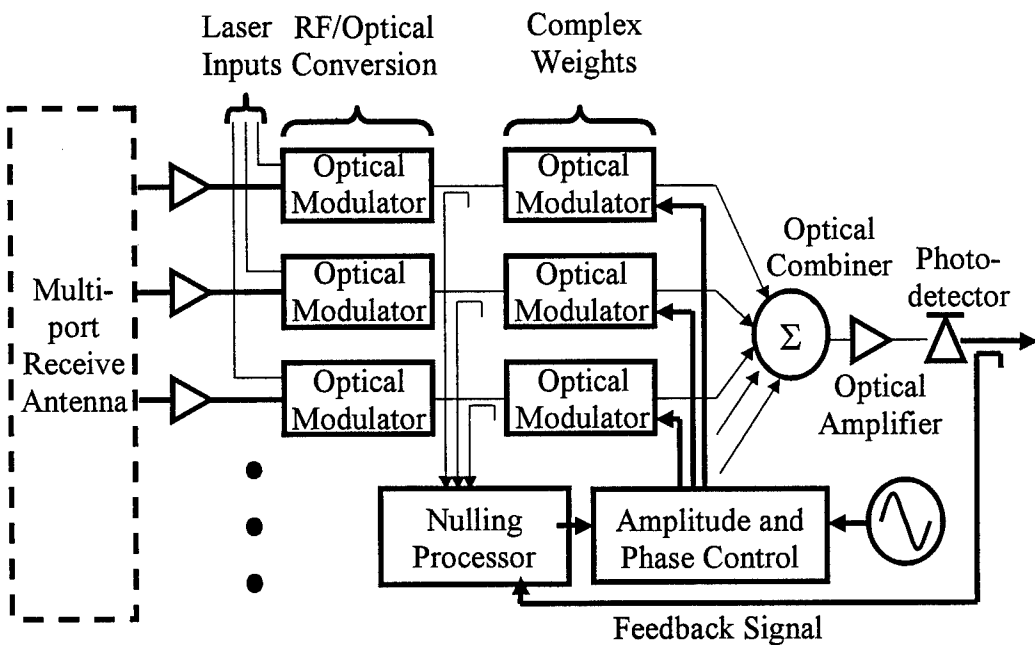 Laser
Inputs
RF/Optical
Conversion
Complex
Weights
Multi-
port
Receive
Antenna
Optical
Modulator
Optical
Modulator
Optical
Modulator
Optical
Modulator
Optical
Modulator
Optical
Modulator
Optical
Combiner
Σ
Photo-
detector
Optical
Amplifier
Nulling
Processor
Amplitude and
Phase Control
Feedback Signal